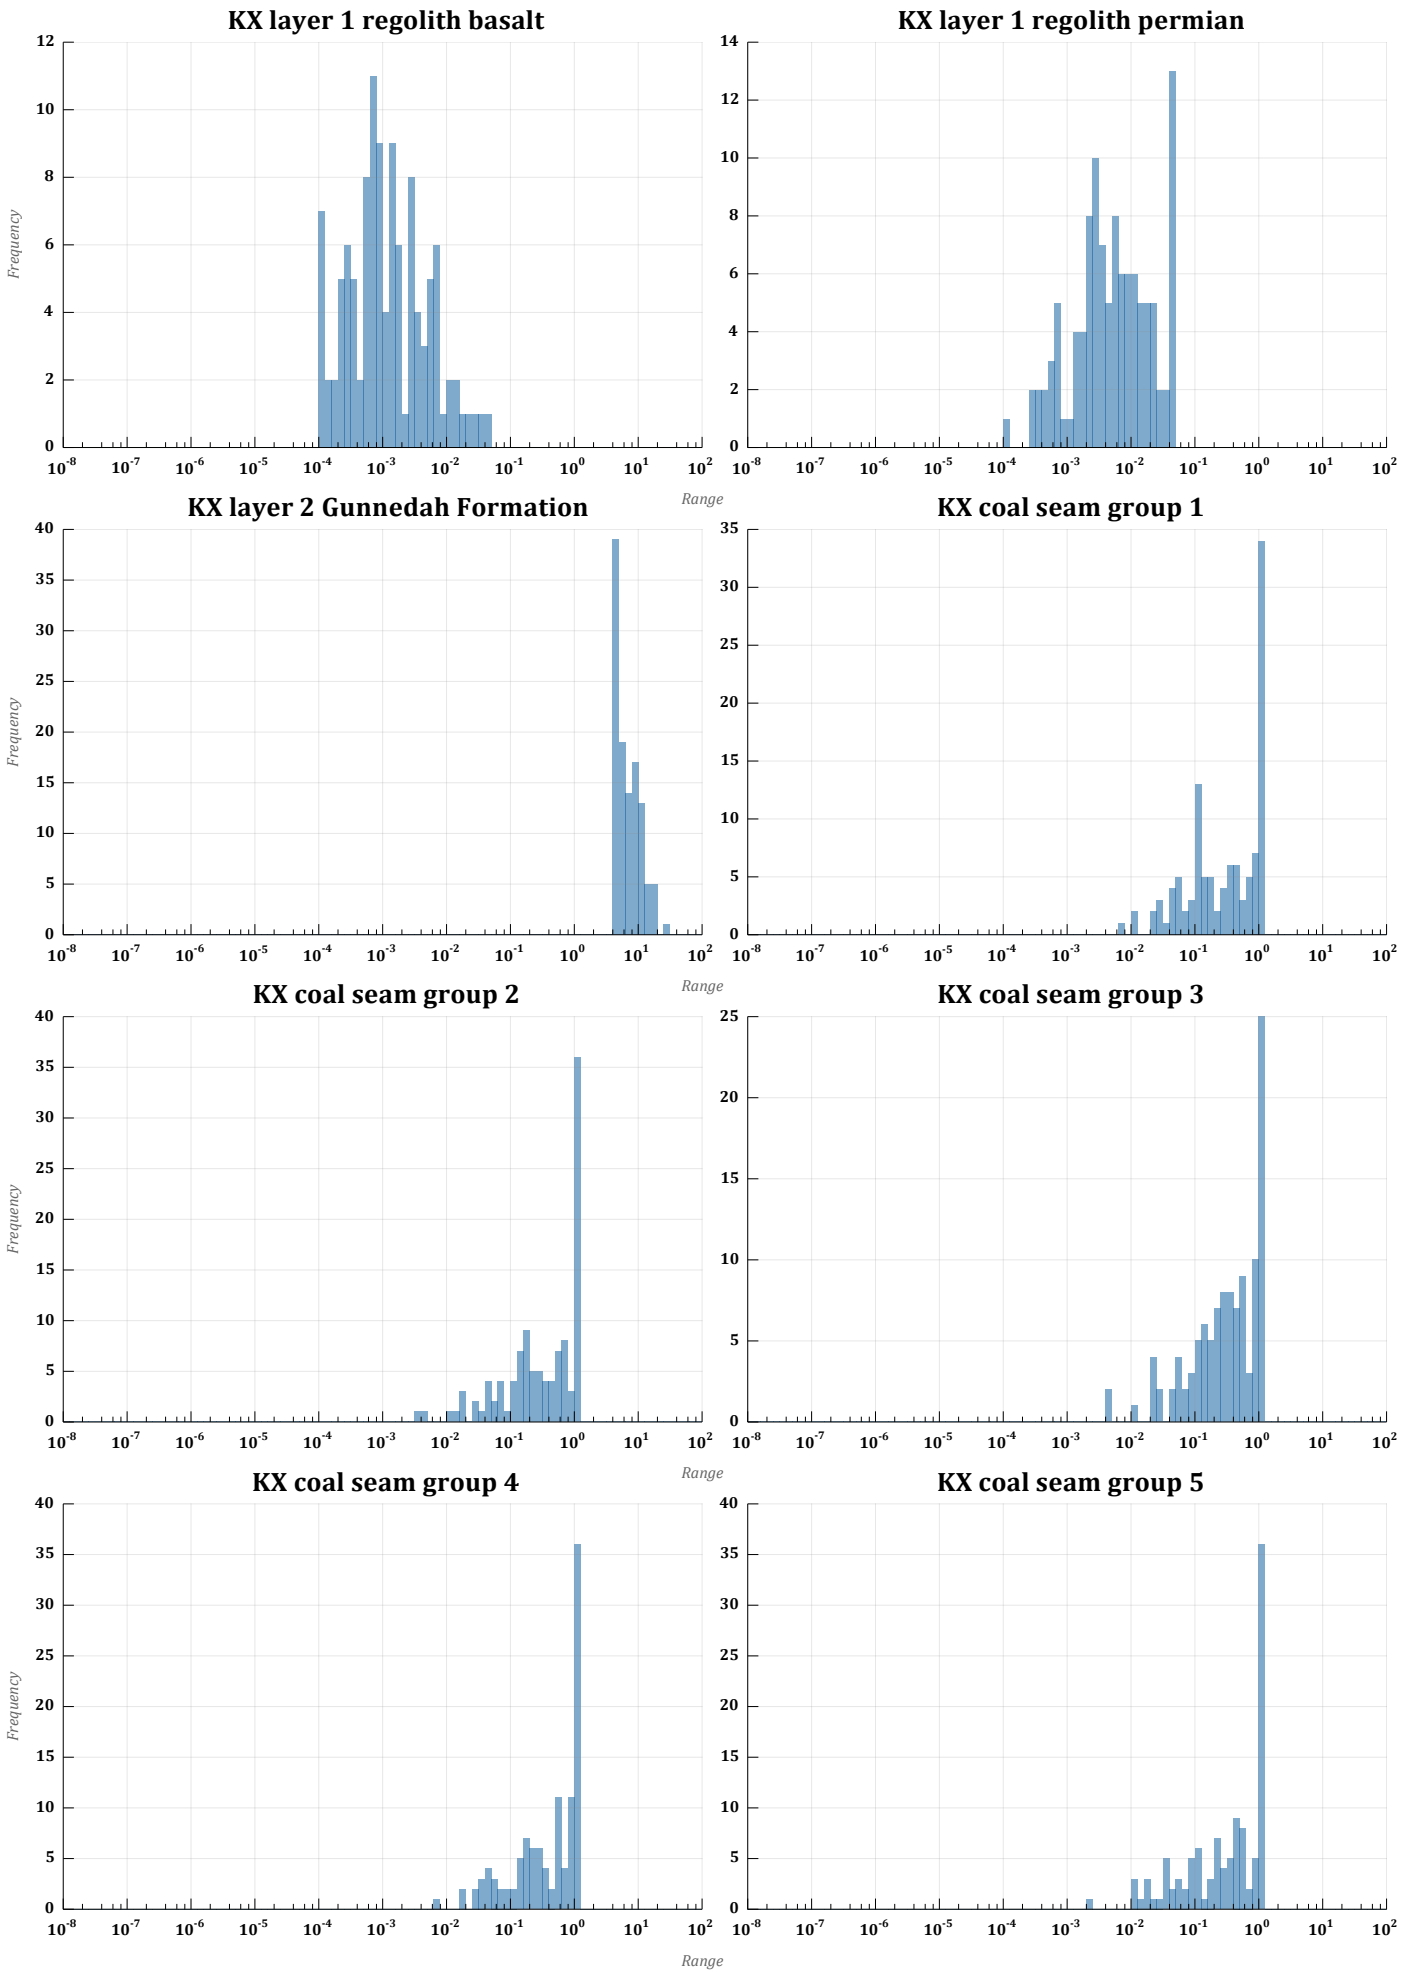 KX layer 1 regolith basalt
12
10
8
6
4
2
0
Frequency
10⁻⁸ 10⁻⁷ 10⁻⁶ 10⁻⁵ 10⁻⁴ 10⁻³ 10⁻² 10⁻¹ 10⁰ 10¹ 10²
KX layer 1 regolith permian
14
12
10
8
6
4
2
0
10⁻⁸ 10⁻⁷ 10⁻⁶ 10⁻⁵ 10⁻⁴ 10⁻³ 10⁻² 10⁻¹ 10⁰ 10¹ 10²
Range
KX layer 2 Gunnedah Formation
40
35
30
25
20
15
10
5
0
Frequency
10⁻⁸ 10⁻⁷ 10⁻⁶ 10⁻⁵ 10⁻⁴ 10⁻³ 10⁻² 10⁻¹ 10⁰ 10¹ 10²
KX coal seam group 1
35
30
25
20
15
10
5
0
10⁻⁸ 10⁻⁷ 10⁻⁶ 10⁻⁵ 10⁻⁴ 10⁻³ 10⁻² 10⁻¹ 10⁰ 10¹ 10²
Range
KX coal seam group 2
40
35
30
25
20
15
10
5
0
Frequency
10⁻⁸ 10⁻⁷ 10⁻⁶ 10⁻⁵ 10⁻⁴ 10⁻³ 10⁻² 10⁻¹ 10⁰ 10¹ 10²
KX coal seam group 3
25
20
15
10
5
0
10⁻⁸ 10⁻⁷ 10⁻⁶ 10⁻⁵ 10⁻⁴ 10⁻³ 10⁻² 10⁻¹ 10⁰ 10¹ 10²
Range
KX coal seam group 4
40
35
30
25
20
15
10
5
0
Frequency
10⁻⁸ 10⁻⁷ 10⁻⁶ 10⁻⁵ 10⁻⁴ 10⁻³ 10⁻² 10⁻¹ 10⁰ 10¹ 10²
KX coal seam group 5
40
35
30
25
20
15
10
5
0
10⁻⁸ 10⁻⁷ 10⁻⁶ 10⁻⁵ 10⁻⁴ 10⁻³ 10⁻² 10⁻¹ 10⁰ 10¹ 10²
Range